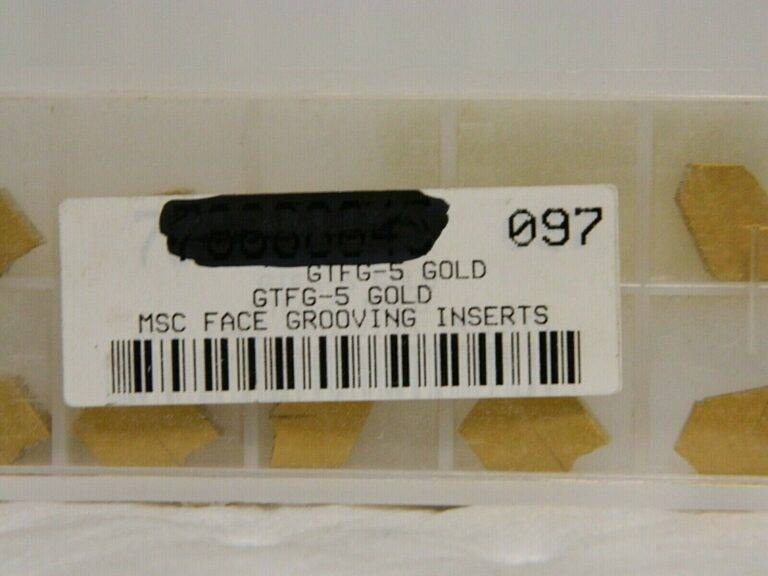 097
GTFG-5 GOLD
GTFG-5 GOLD
MSC FACE GROOVING INSERTS